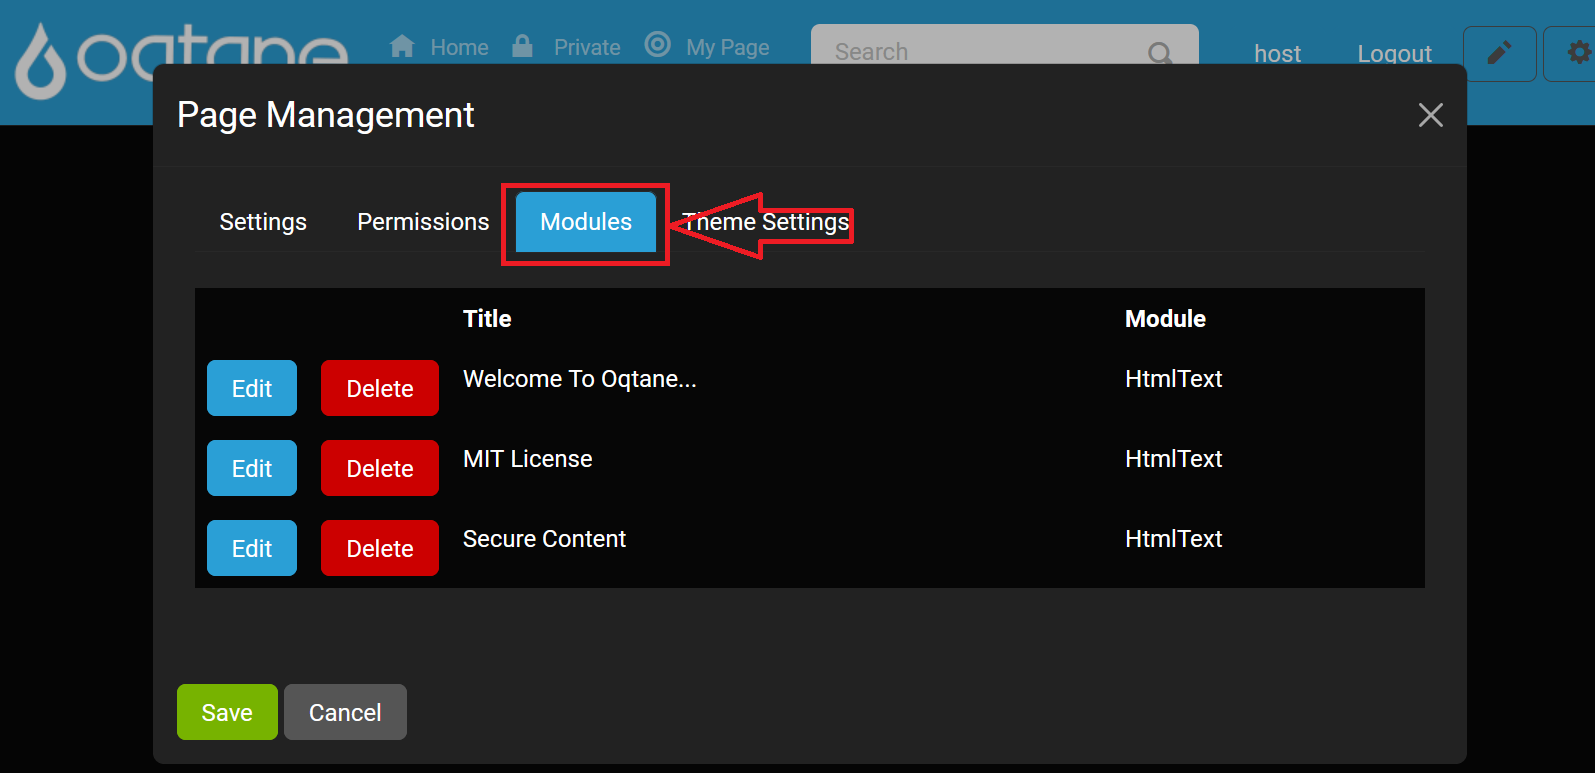 oqtane
Home Private My Page Search host Logout
Page Management
Settings Permissions Modules Theme Settings
Title Module
Edit Delete Welcome To Oqtane... HtmlText
Edit Delete MIT License HtmlText
Edit Delete Secure Content HtmlText
Save Cancel